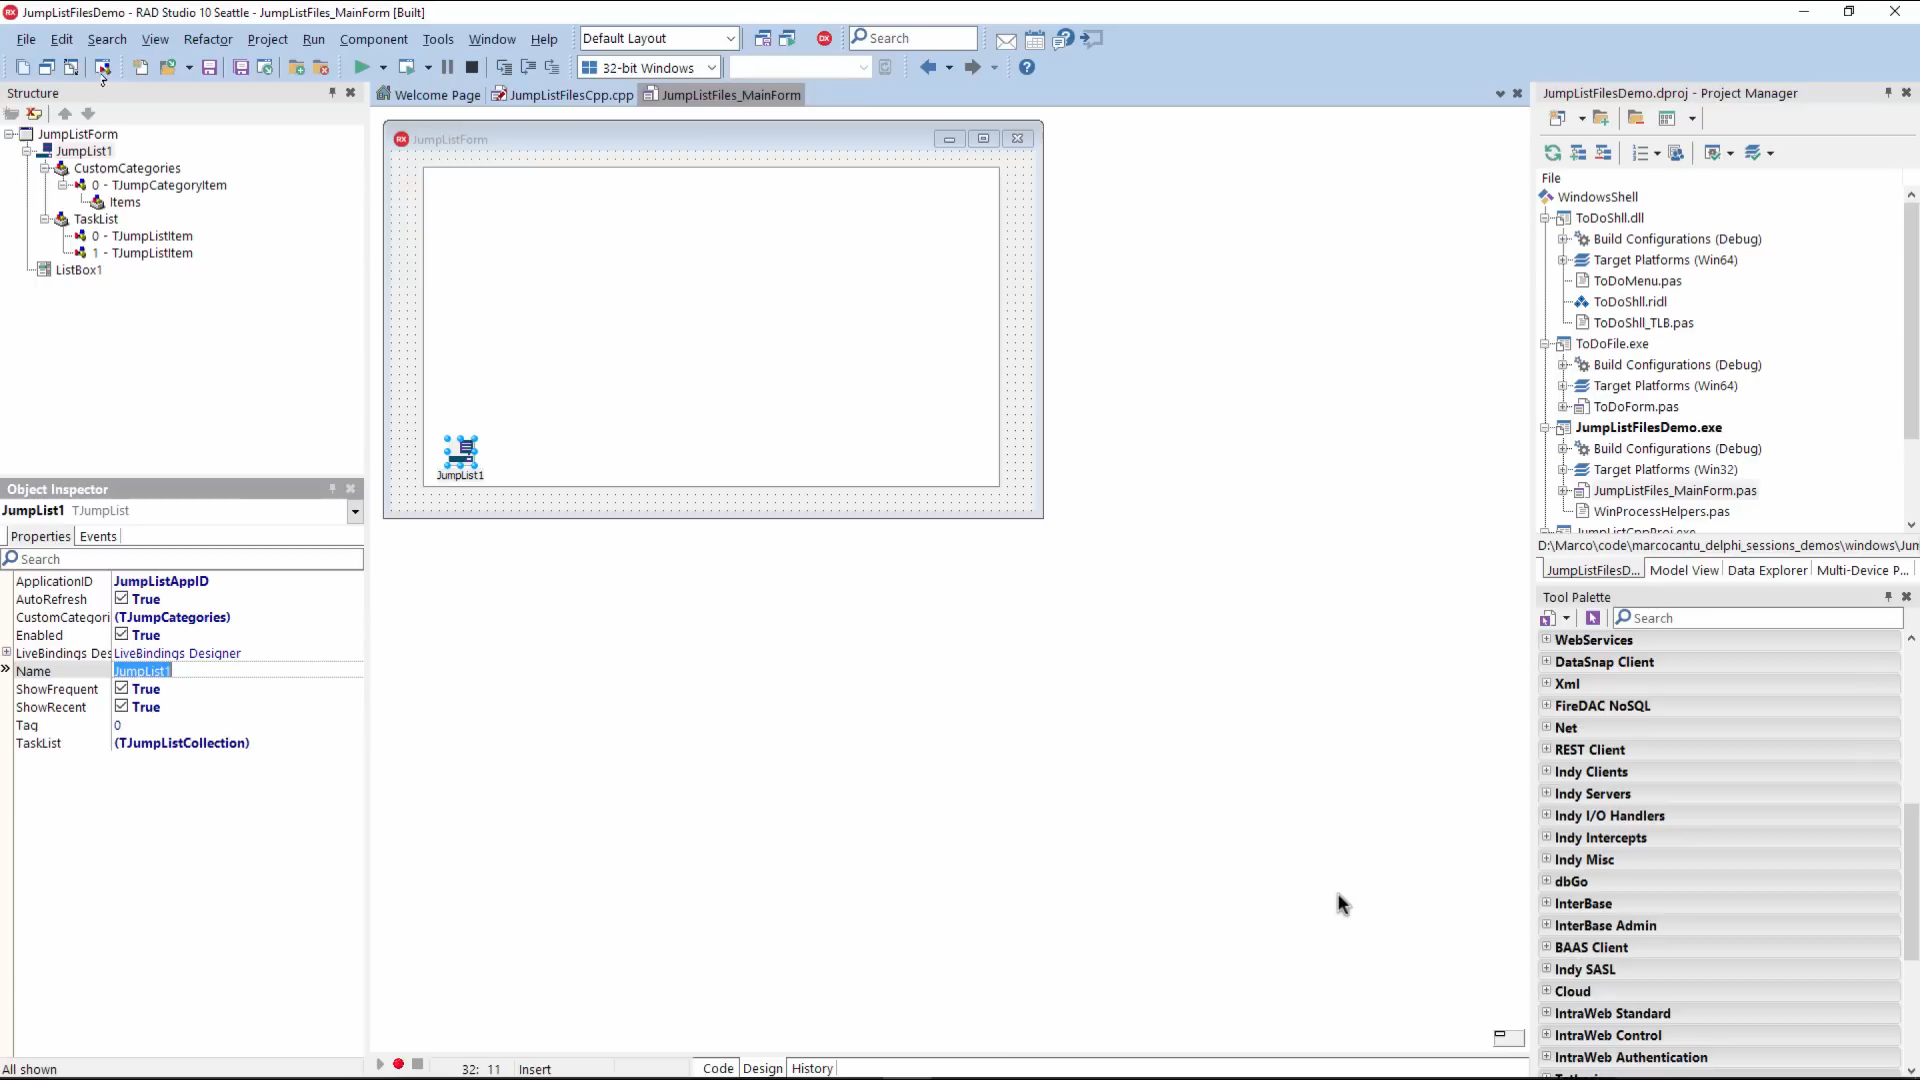 JumpListFilesDemo - RAD Studio 10 Seattle - JumpListFiles_MainForm [Built]
File Edit Search View Refactor Project Run Component Tools Window Help
Default Layout
Search
32-bit Windows
Structure
JumpListForm
JumpList1
CustomCategories
0 - TJumpCategoryItem
Items
TaskList
0 - TJumpListItem
1 - TJumpListItem
ListBox1
Object Inspector
JumpList1 TJumpList
Properties Events
Search
ApplicationID JumpListAppID
AutoRefresh True
CustomCategori (TJumpCategories)
Enabled True
LiveBindings Des LiveBindings Designer
Name JumpList1
ShowFrequent True
ShowRecent True
Tag 0
TaskList (TJumpListCollection)
All shown
Welcome Page JumpListFilesCpp.cpp JumpListFiles_MainForm
JumpListForm
JumpList1
32: 11 Insert
Code Design History
JumpListFilesDemo.dproj - Project Manager
File
WindowsShell
ToDoShll.dll
Build Configurations (Debug)
Target Platforms (Win64)
ToDoMenu.pas
ToDoShll.ridl
ToDoShll_TLB.pas
ToDoFile.exe
Build Configurations (Debug)
Target Platforms (Win64)
ToDoForm.pas
JumpListFilesDemo.exe
Build Configurations (Debug)
Target Platforms (Win32)
JumpListFiles_MainForm.pas
WinProcessHelpers.pas
JumpListCppProj.exe
D:\Marco\code\marcocantu_delphi_sessions_demos\windows\Jun
JumpListFilesD... Model View Data Explorer Multi-Device P...
Tool Palette
Search
WebServices
DataSnap Client
Xml
FireDAC NoSQL
Net
REST Client
Indy Clients
Indy Servers
Indy I/O Handlers
Indy Intercepts
Indy Misc
dbGo
InterBase
InterBase Admin
BAAS Client
Indy SASL
Cloud
IntraWeb Standard
IntraWeb Control
IntraWeb Authentication